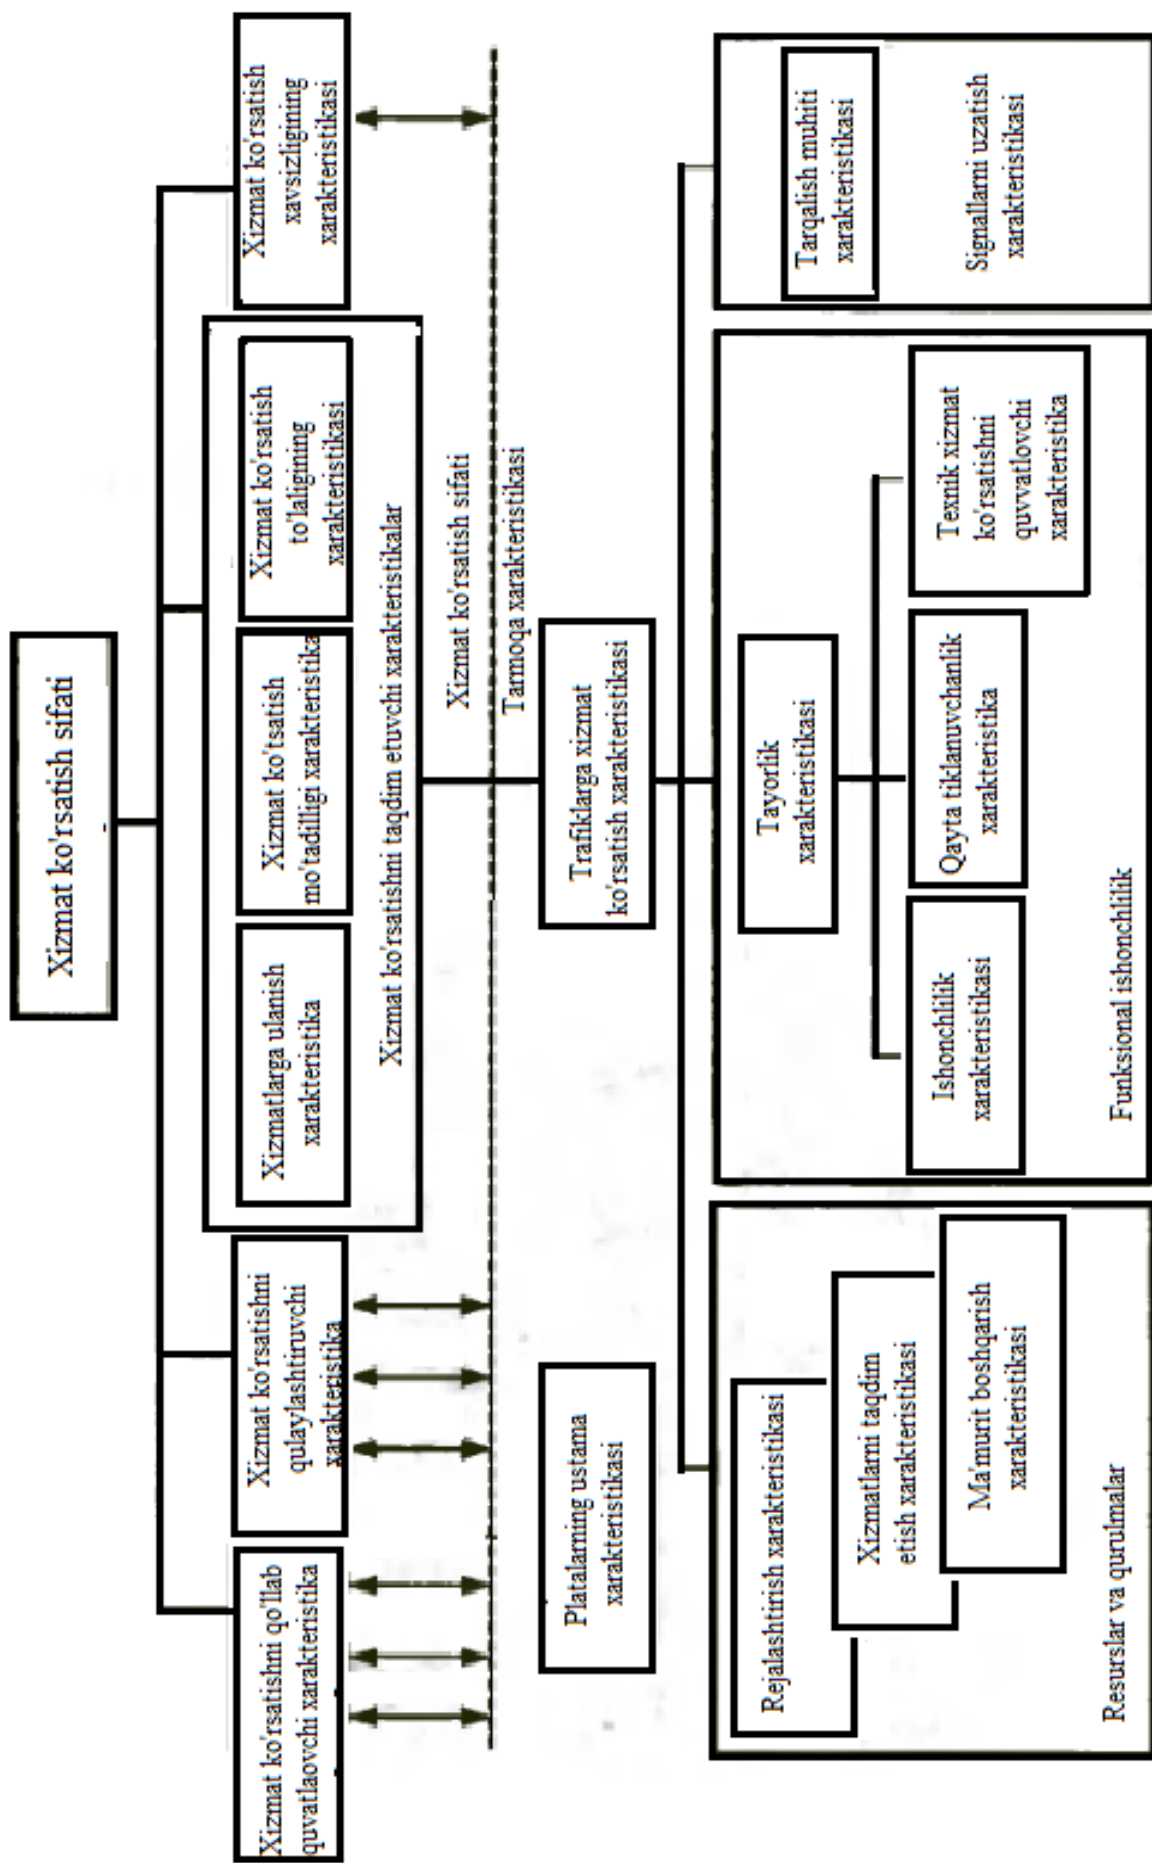 Xizmat ko'rsatish sifati
Xizmat ko'rsatishni qo'llab
quvatlaovchi xarakteristika
Xizmat ko'rsatishni
qulaylashtiruvchi
xarakteristika
Xizmatlarga ulanish
xarakteristika
Xizmat ko'tsatish
mo'tadilligi xarakteristika
Xizmat ko'rsatish
to'laligining
xarakteristikasi
Xizmat ko'rsatishni taqdim etuvchi xarakteristikalar
Xizmat ko'rsatish
xavsizligining
xarakteristikasi
Xizmat ko'rsatish sifati
Tarmoqa xarakteristikasi
Platalarning ustama
xarakteristikasi
Trafiklarga xizmat
ko'rsatish xarakteristikasi
Rejalashtirish xarakteristikasi
Xizmatlarni taqdim
etish xarakteristikasi
Ma'murit boshqarish
xarakteristikasi
Resurslar va qurulmalar
Tayorlik
xarakteristikasi
Ishonchlilik
xarakteristikasi
Qayta tiklanuvchanlik
xarakteristika
Texnik xizmat
ko'rsatishni
quvvatlovchi
xarakteristika
Funksional ishonchlilik
Tarqalish muhiti
xarakteristikasi
Signallarni uzatish
xarakteristikasi